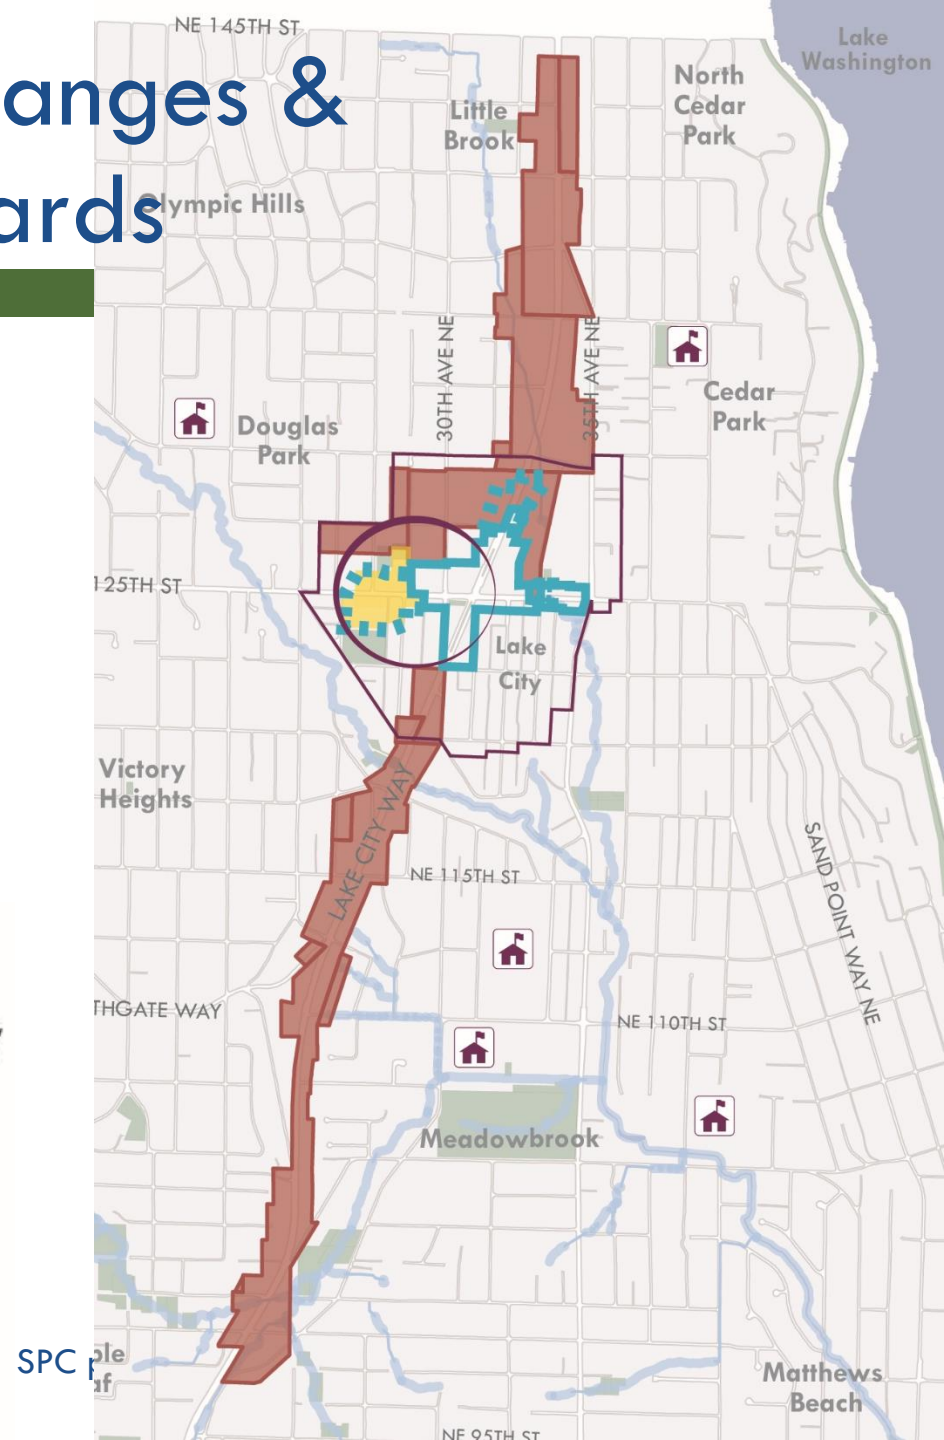 anges &
ards
NE 145TH ST
Lake
Washington
North
Cedar
Park
Little
Brook
Olympic Hills
30TH AVE NE
35TH AVE NE
Cedar
Park
Douglas
Park
125TH ST
Lake
City
Victory
Heights
LAKE CITY WAY
NE 115TH ST
SAND POINT WAY NE
THGATE WAY
NE 110TH ST
Meadowbrook
SPC
ple
af
Matthews
Beach
NE 95TH ST